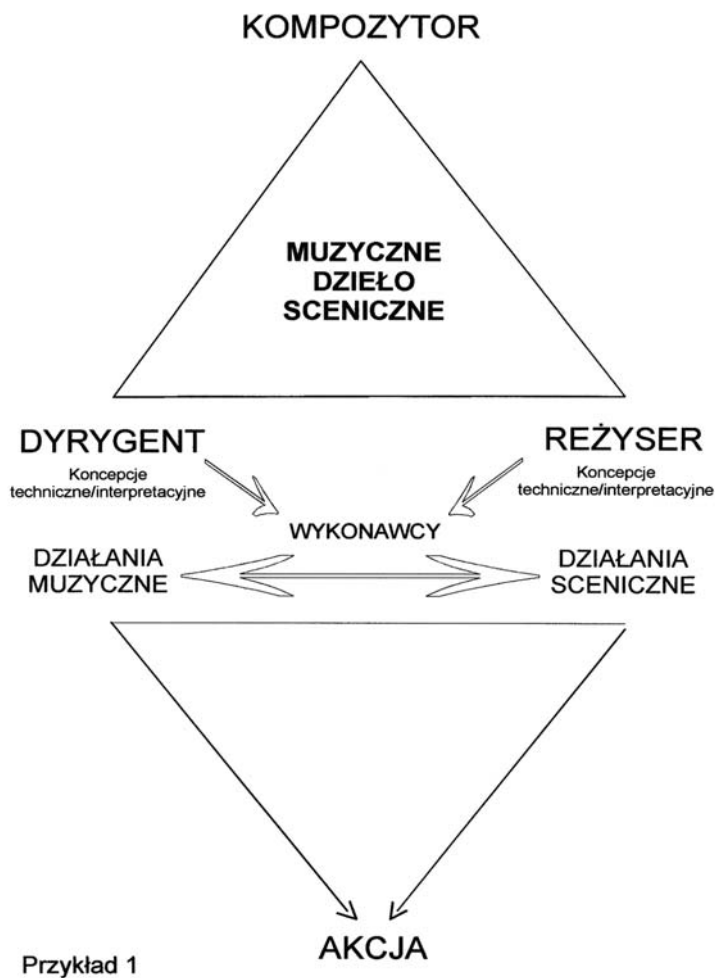 KOMPOZYTOR
MUZYCZNE
DZIEŁO
SCENICZNE
DYRYGENT
Koncepcje
techniczne/interpretacyjne
REŻYSER
Koncepcje
techniczne/interpretacyjne
WYKONAWCY
DZIAŁANIA
MUZYCZNE
DZIAŁANIA
SCENICZNE
AKCJA
Przykład 1